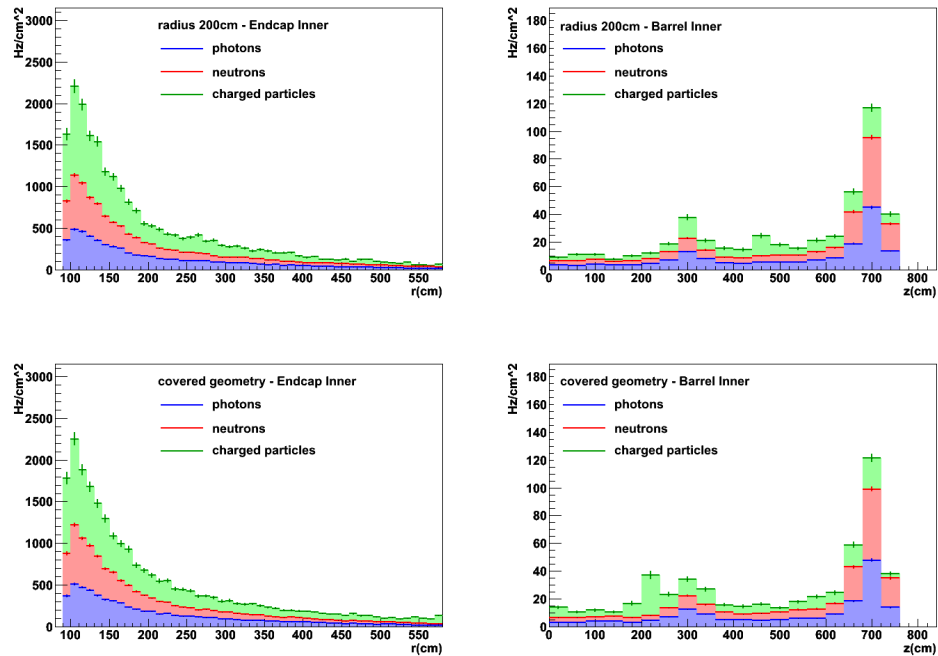 radius 200cm - Endcap Inner
photons
neutrons
charged particles
Hz/cm^2
3000
2500
2000
1500
1000
500
0
100 150 200 250 300 350 400 450 500 550
r(cm)
radius 200cm - Barrel Inner
photons
neutrons
charged particles
Hz/cm^2
180
160
140
120
100
80
60
40
20
0
0 100 200 300 400 500 600 700 800
z(cm)
covered geometry - Endcap Inner
photons
neutrons
charged particles
Hz/cm^2
3000
2500
2000
1500
1000
500
0
100 150 200 250 300 350 400 450 500 550
r(cm)
covered geometry - Barrel Inner
photons
neutrons
charged particles
Hz/cm^2
180
160
140
120
100
80
60
40
20
0
0 100 200 300 400 500 600 700 800
z(cm)